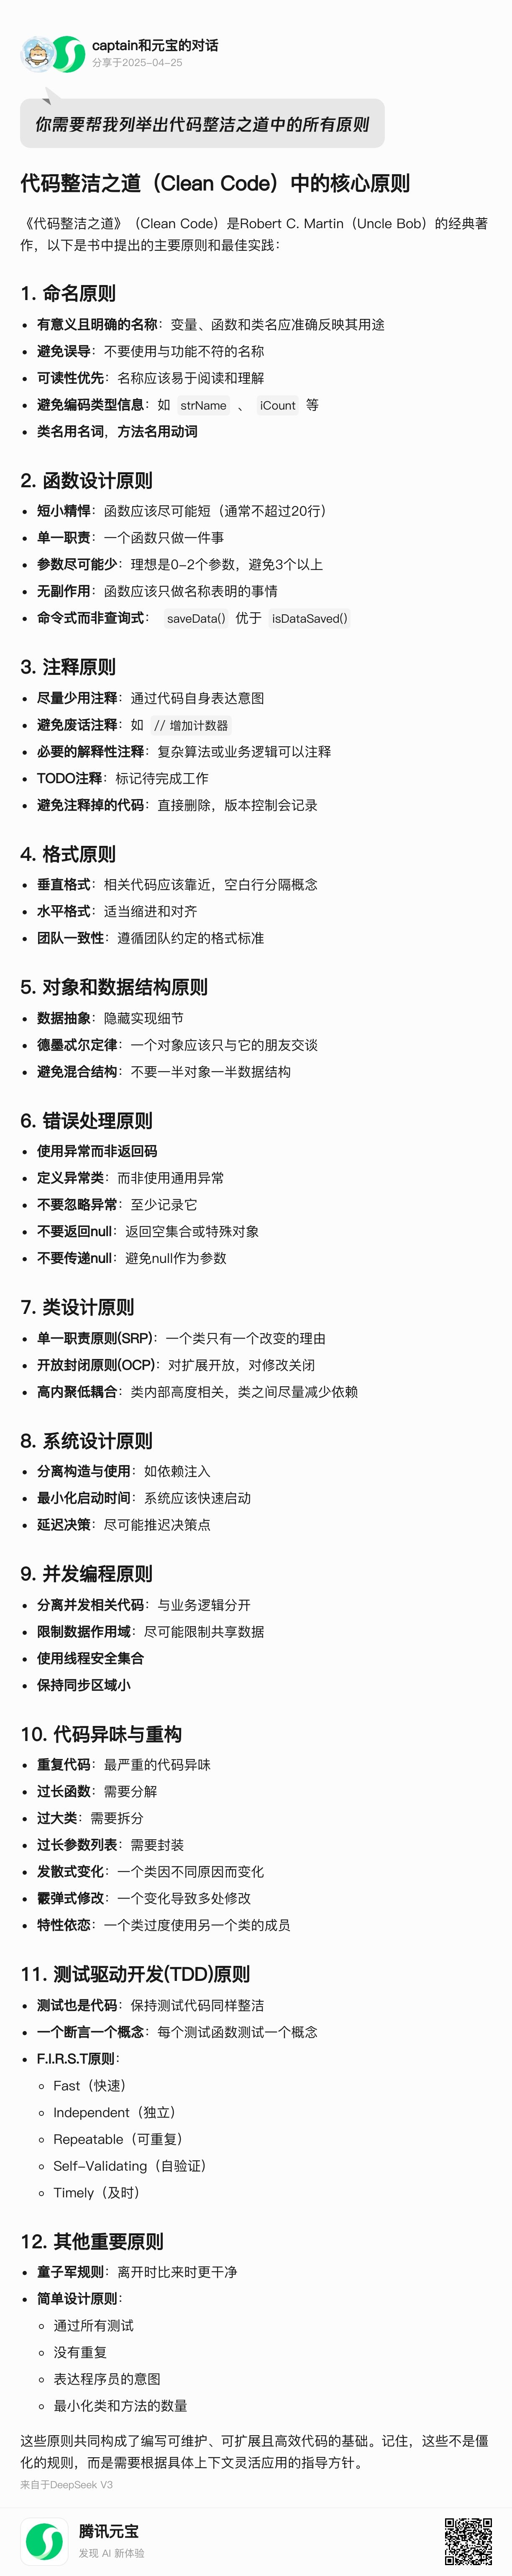 captain和元宝的对话
分享于2025-04-25
你需要帮我列举出代码整洁之道中的所有原则
代码整洁之道（Clean Code）中的核心原则
《代码整洁之道》（Clean Code）是Robert C. Martin（Uncle Bob）的经典著
作，以下是书中提出的主要原则和最佳实践：
1. 命名原则
• 有意义且明确的名称：变量、函数和类名应准确反映其用途
• 避免误导：不要使用与功能不符的名称
• 可读性优先：名称应该易于阅读和理解
• 避免编码类型信息：如 strName 、 iCount 等
• 类名用名词，方法名用动词
2. 函数设计原则
• 短小精悍：函数应该尽可能短（通常不超过20行）
• 单一职责：一个函数只做一件事
• 参数尽可能少：理想是0-2个参数，避免3个以上
• 无副作用：函数应该只做名称表明的事情
• 命令式而非查询式： saveData() 优于 isDataSaved()
3. 注释原则
• 尽量少用注释：通过代码自身表达意图
• 避免废话注释：如 // 增加计数器
• 必要的解释性注释：复杂算法或业务逻辑可以注释
• TODO注释：标记待完成工作
• 避免注释掉的代码：直接删除，版本控制会记录
4. 格式原则
• 垂直格式：相关代码应该靠近，空白行分隔概念
• 水平格式：适当缩进和对齐
• 团队一致性：遵循团队约定的格式标准
5. 对象和数据结构原则
• 数据抽象：隐藏实现细节
• 德墨忒尔定律：一个对象应该只与它的朋友交谈
• 避免混合结构：不要一半对象一半数据结构
6. 错误处理原则
• 使用异常而非返回码
• 定义异常类：而非使用通用异常
• 不要忽略异常：至少记录它
• 不要返回null：返回空集合或特殊对象
• 不要传递null：避免null作为参数
7. 类设计原则
• 单一职责原则(SRP)：一个类只有一个改变的理由
• 开放封闭原则(OCP)：对扩展开放，对修改关闭
• 高内聚低耦合：类内部高度相关，类之间尽量减少依赖
8. 系统设计原则
• 分离构造与使用：如依赖注入
• 最小化启动时间：系统应该快速启动
• 延迟决策：尽可能推迟决策点
9. 并发编程原则
• 分离并发相关代码：与业务逻辑分开
• 限制数据作用域：尽可能限制共享数据
• 使用线程安全集合
• 保持同步区域小
10. 代码异味与重构
• 重复代码：最严重的代码异味
• 过长函数：需要分解
• 过大类：需要拆分
• 过长参数列表：需要封装
• 发散式变化：一个类因不同原因而变化
• 霰弹式修改：一个变化导致多处修改
• 特性依恋：一个类过度使用另一个类的成员
11. 测试驱动开发(TDD)原则
• 测试也是代码：保持测试代码同样整洁
• 一个断言一个概念：每个测试函数测试一个概念
• F.I.R.S.T原则：
◦ Fast（快速）
◦ Independent（独立）
◦ Repeatable（可重复）
◦ Self-Validating（自验证）
◦ Timely（及时）
12. 其他重要原则
• 童子军规则：离开时比来时更干净
• 简单设计原则：
◦ 通过所有测试
◦ 没有重复
◦ 表达程序员的意图
◦ 最小化类和方法的数量
这些原则共同构成了编写可维护、可扩展且高效代码的基础。记住，这些不是僵
化的规则，而是需要根据具体上下文灵活应用的指导方针。
来自于DeepSeek V3
腾讯元宝
发现 AI 新体验